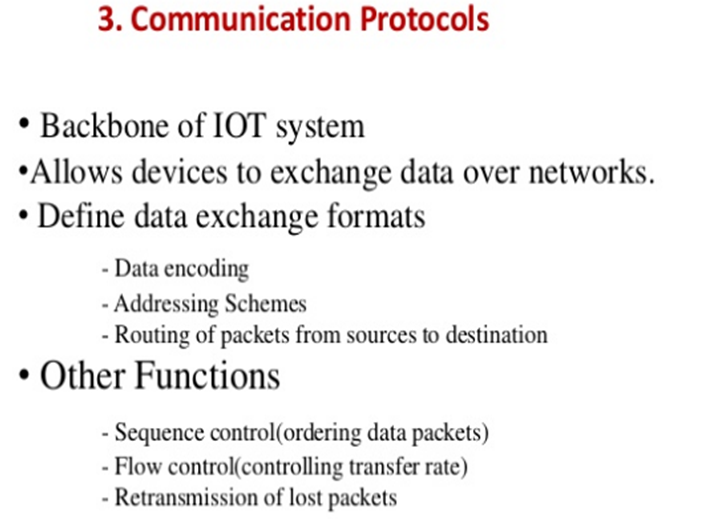 3. Communication Protocols
• Backbone of IOT system
•Allows devices to exchange data over networks.
• Define data exchange formats
- Data encoding
- Addressing Schemes
- Routing of packets from sources to destination
• Other Functions
- Sequence control(ordering data packets)
- Flow control(controlling transfer rate)
- Retransmission of lost packets